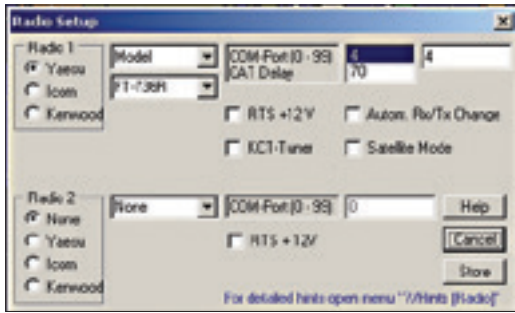 Radio Setup
Radio 1
Yaesu
Icom
Kenwood
Model
FT-736R
COM-Port (0 - 99)
CAT Delay
4
70
4
RTS +12V
Autom. Rx/Tx Change
KCT-Tuner
Satellite Mode
Radio 2
None
Yaesu
Icom
Kenwood
None
COM-Port (0 - 99)
0
RTS +12V
Help
Cancel
Store
For detailed hints open menu "?/Hints [Radio]"